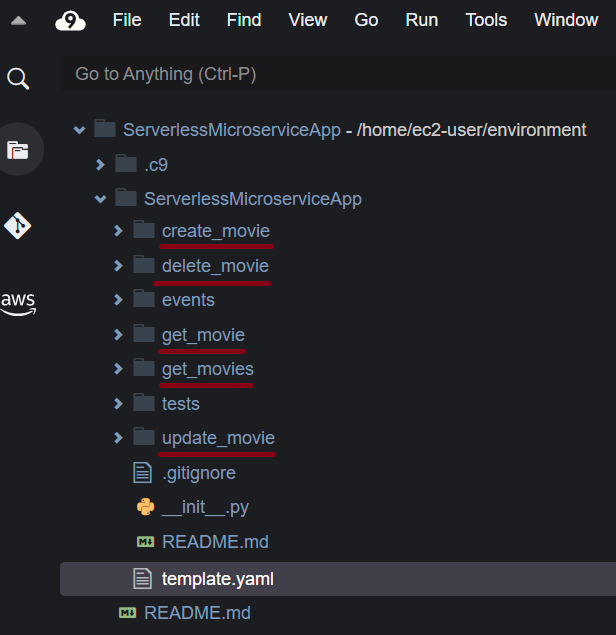 9 File Edit Find View Go Run Tools Window
Go to Anything (Ctrl-P)
ServerlessMicroserviceApp - /home/ec2-user/environment
.c9
ServerlessMicroserviceApp
create_movie
delete_movie
events
aws
get_movie
get_movies
tests
update_movie
.gitignore
__init__.py
M↓ README.md
template.yaml
M↓ README.md